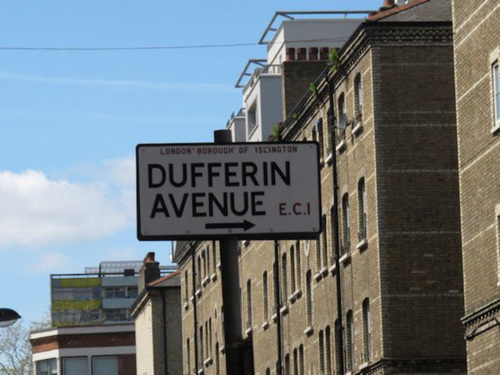 LONDON BOROUGH OF ISLINGTON
DUFFERIN
AVENUE E.C.1